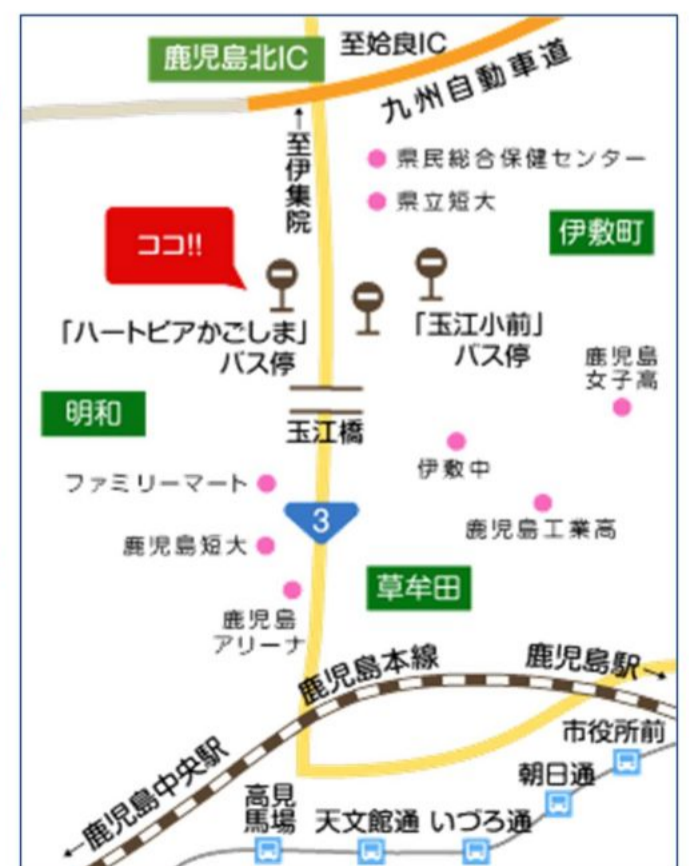 鹿児島北IC
至姶良IC
九州自動車道
↑至伊集院
県民総合保健センター
県立短大
伊敷町
ココ!!
「ハートピアかごしま」
バス停
「玉江小前」
バス停
鹿児島
女子高
明和
玉江橋
伊敷中
ファミリーマート
3
鹿児島工業高
鹿児島短大
草牟田
鹿児島
アリーナ
鹿児島本線
鹿児島駅→
市役所前
←鹿児島中央駅
朝日通
高見
馬場
天文館通
いづろ通